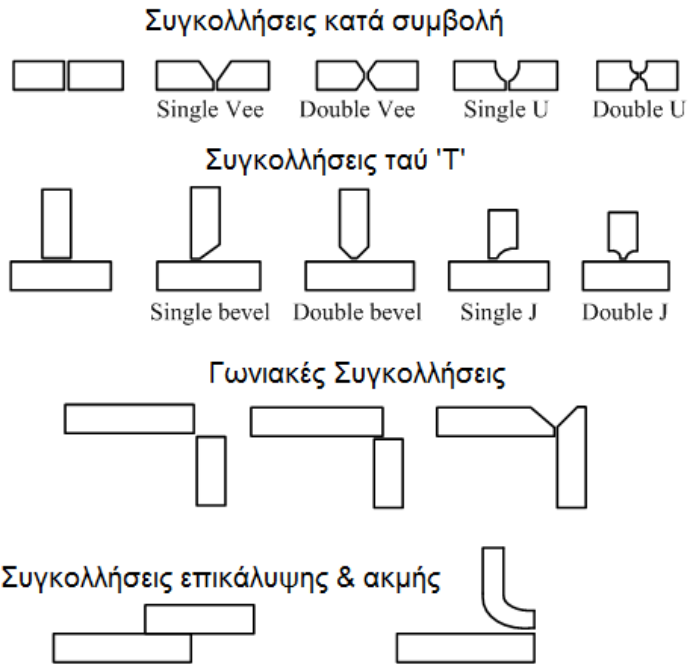 Συγκολλήσεις κατά συμβολή
Single Vee Double Vee Single U Double U
Συγκολλήσεις ταύ 'Τ'
Single bevel Double bevel Single J Double J
Γωνιακές Συγκολλήσεις
Συγκολλήσεις επικάλυψης & ακμής